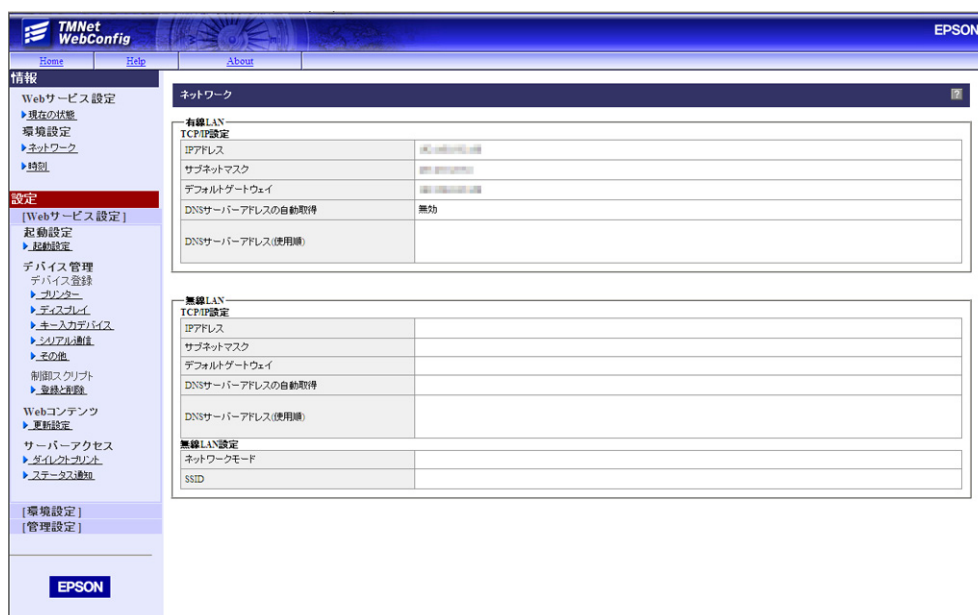 TMNet
WebConfig
EPSON
Home
Help
About
情報
Webサービス設定
現在の状態
環境設定
ネットワーク
時刻
設定
[Webサービス設定]
起動設定
起動設定
デバイス管理
デバイス登録
プリンター
ディスプレイ
キー入力デバイス
シリアル通信
その他
制御スクリプト
登録と削除
Webコンテンツ
更新設定
サーバーアクセス
ダイレクトプリント
ステータス通知
[環境設定]
[管理設定]
EPSON
ネットワーク
?
有線LAN
TCP/IP設定
IPアドレス
サブネットマスク
デフォルトゲートウェイ
DNSサーバーアドレスの自動取得 無効
DNSサーバーアドレス(使用順)
無線LAN
TCP/IP設定
IPアドレス
サブネットマスク
デフォルトゲートウェイ
DNSサーバーアドレスの自動取得
DNSサーバーアドレス(使用順)
無線LAN設定
ネットワークモード
SSID